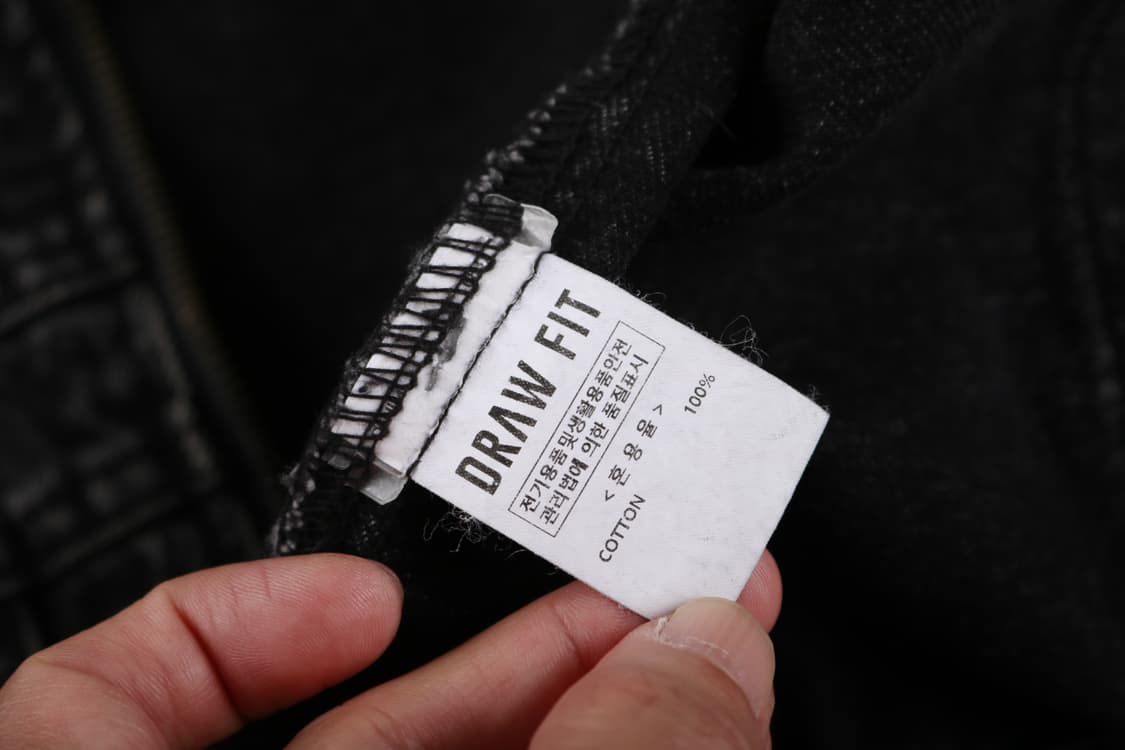 DRAW FIT
전기용품및생활용품안전
관리법에 의한 품질표시
< 혼 용 율 >
COTTON 100%